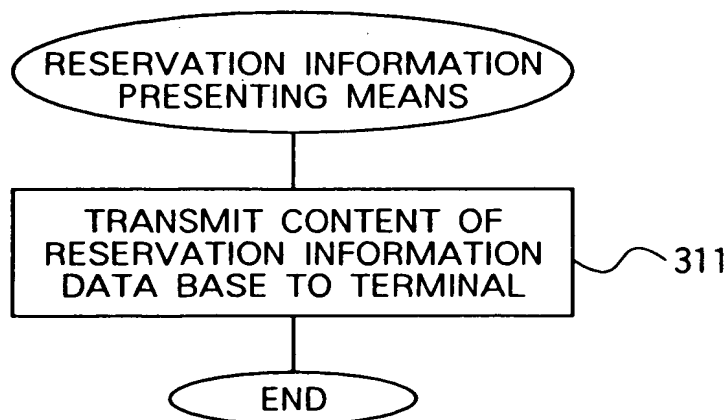 RESERVATION INFORMATION
PRESENTING MEANS
TRANSMIT CONTENT OF
RESERVATION INFORMATION
DATA BASE TO TERMINAL
311
END